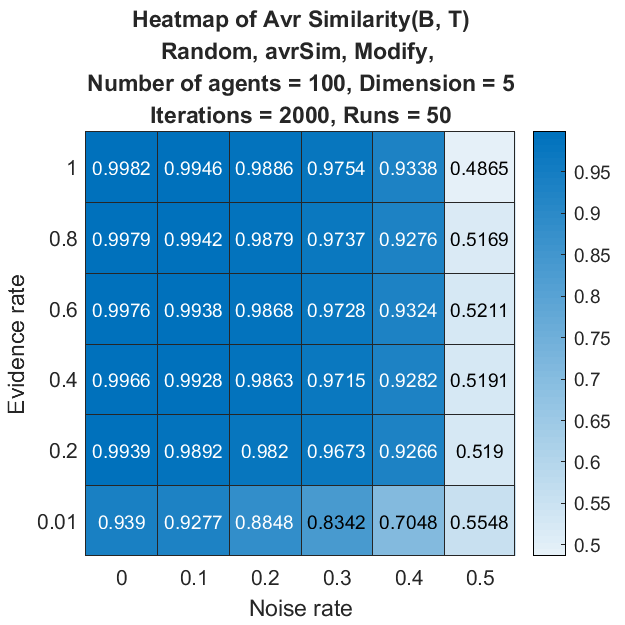 Heatmap of Avr Similarity(B, T)
Random, avrSim, Modify,
Number of agents = 100, Dimension = 5
Iterations = 2000, Runs = 50
1 0.9982 0.9946 0.9886 0.9754 0.9338 0.4865
0.8 0.9979 0.9942 0.9879 0.9737 0.9276 0.5169
0.6 0.9976 0.9938 0.9868 0.9728 0.9324 0.5211
0.4 0.9966 0.9928 0.9863 0.9715 0.9282 0.5191
0.2 0.9939 0.9892 0.982 0.9673 0.9266 0.519
0.01 0.939 0.9277 0.8848 0.8342 0.7048 0.5548
0 0.1 0.2 0.3 0.4 0.5
Noise rate
Evidence rate
0.95
0.9
0.85
0.8
0.75
0.7
0.65
0.6
0.55
0.5